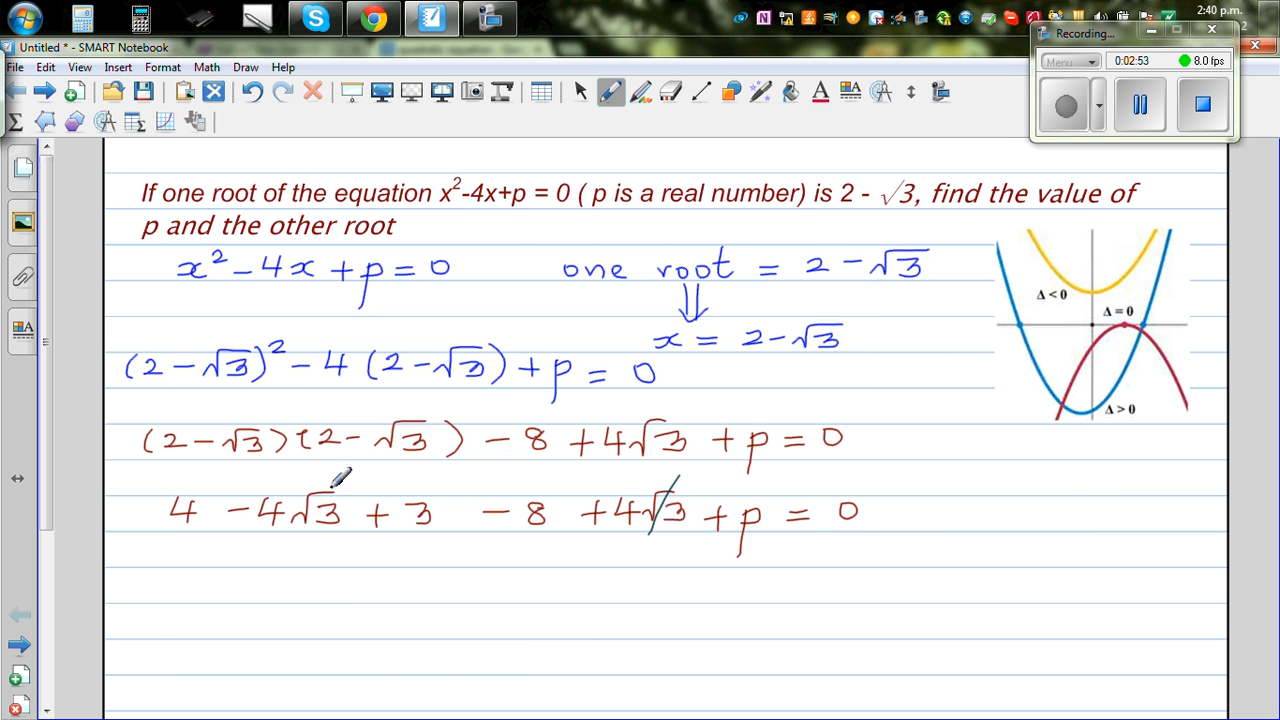 2:40 p.m.
2
Untitled * - SMART Notebook
Recording...
File Edit View Insert Format Math Draw Help
Menu
0:02:53
8.0 fps
If one root of the equation x²-4x+p = 0 ( p is a real number) is 2 - √3, find the value of
p and the other root
x² - 4x + p = 0 one root = 2 - √3
⇓
x = 2 - √3
(2 - √3)² - 4 (2 - √3) + p = 0
(2 - √3) (2 - √3) - 8 + 4√3 + p = 0
4 - 4√3 + 3 - 8 + 4√3 + p = 0
Δ < 0
Δ = 0
Δ > 0